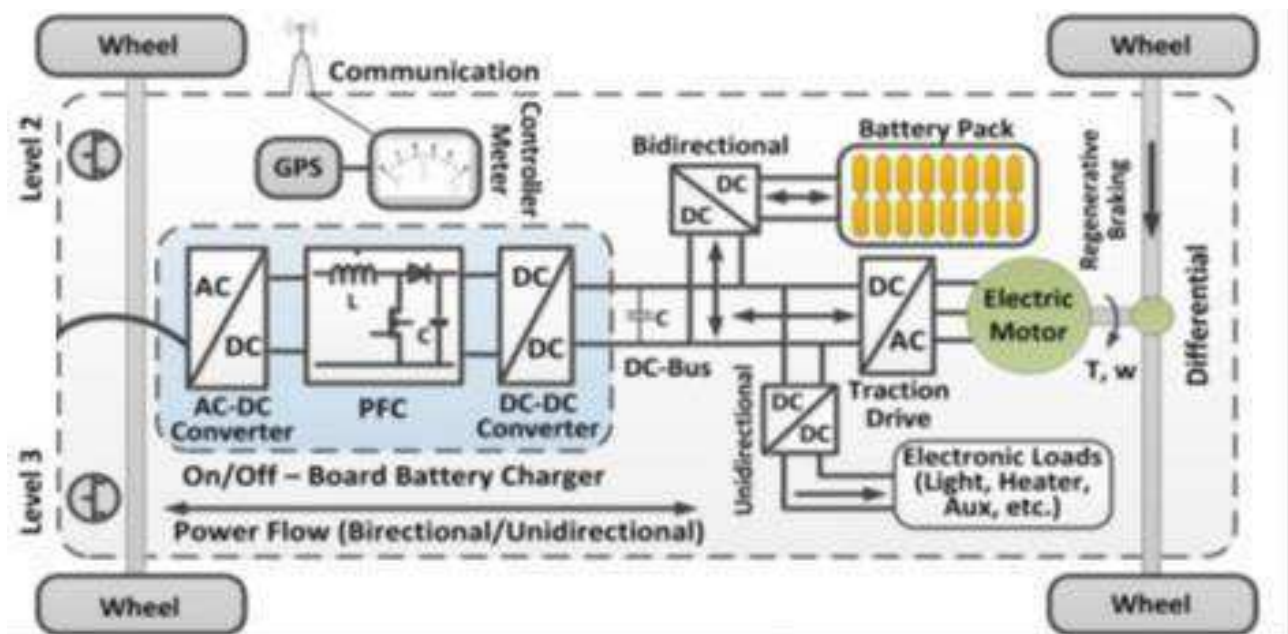 Wheel
Wheel
Communication
Level 2
Controller
Meter
GPS
Bidirectional
Battery Pack
DC
DC
Regenerative
Braking
AC
DC
L
C
DC
DC
C
DC-Bus
DC
AC
Electric
Motor
T, w
Differential
AC-DC
Converter
PFC
DC-DC
Converter
Traction
Drive
Unidirectional
DC
DC
Level 3
On/Off – Board Battery Charger
Electronic Loads
(Light, Heater,
Aux, etc.)
Power Flow (Birectional/Unidirectional)
Wheel
Wheel